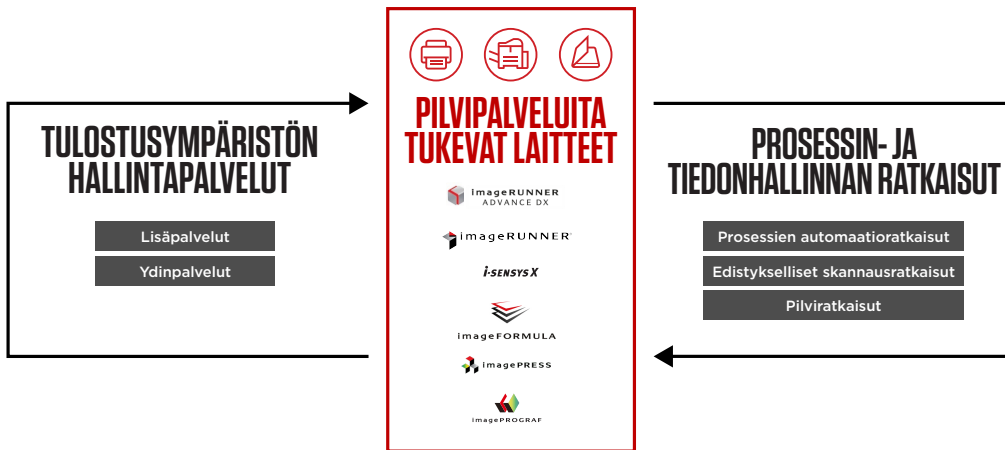 TULOSTUSYMPÄRISTÖN
HALLINTAPALVELUT
Lisäpalvelut
Ydinpalvelut
PILVIPALVELUITA
TUKEVAT LAITTEET
imageRUNNER
ADVANCE DX
imageRUNNER
i-SENSYS X
imageFORMULA
imagePRESS
imagePROGRAF
PROSESSIN- JA
TIEDONHALLINNAN RATKAISUT
Prosessien automaatioratkaisut
Edistykselliset skannausratkaisut
Pilviratkaisut